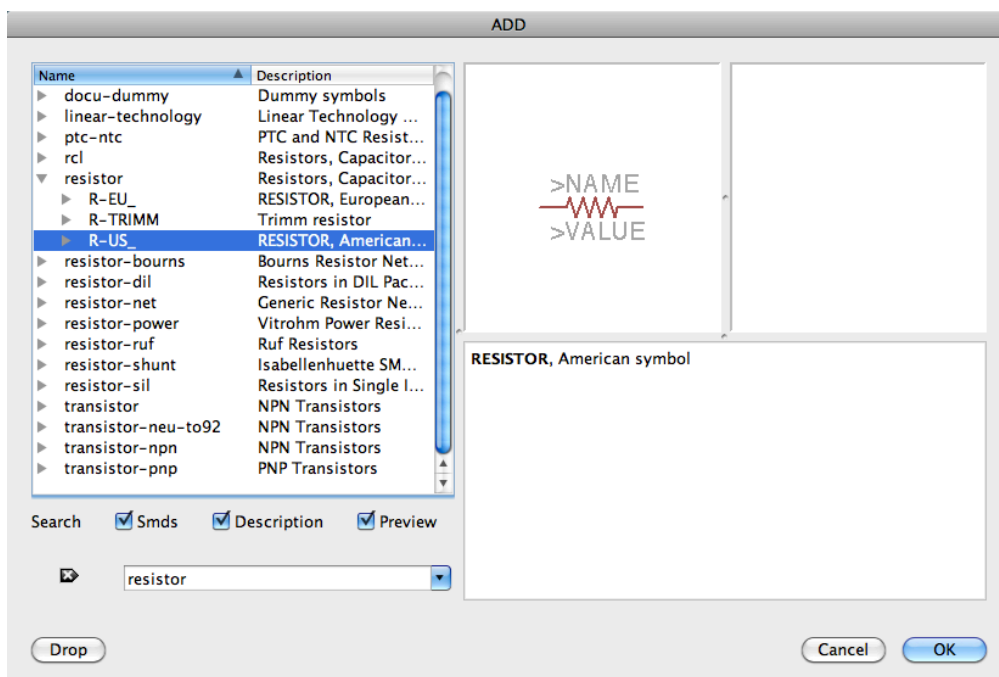 ADD
Name Description
docu-dummy Dummy symbols
linear-technology Linear Technology ...
ptc-ntc PTC and NTC Resist...
rcl Resistors, Capacitor...
resistor Resistors, Capacitor...
R-EU_ RESISTOR, European...
R-TRIMM Trimm resistor
R-US_ RESISTOR, American...
resistor-bourns Bourns Resistor Net...
resistor-dil Resistors in DIL Pac...
resistor-net Generic Resistor Ne...
resistor-power Vitrohm Power Resi...
resistor-ruf Ruf Resistors
resistor-shunt Isabellenhuette SM...
resistor-sil Resistors in Single I...
transistor NPN Transistors
transistor-neu-to92 NPN Transistors
transistor-npn NPN Transistors
transistor-pnp PNP Transistors
>NAME
>VALUE
RESISTOR, American symbol
Search Smds Description Preview
resistor
Drop Cancel OK